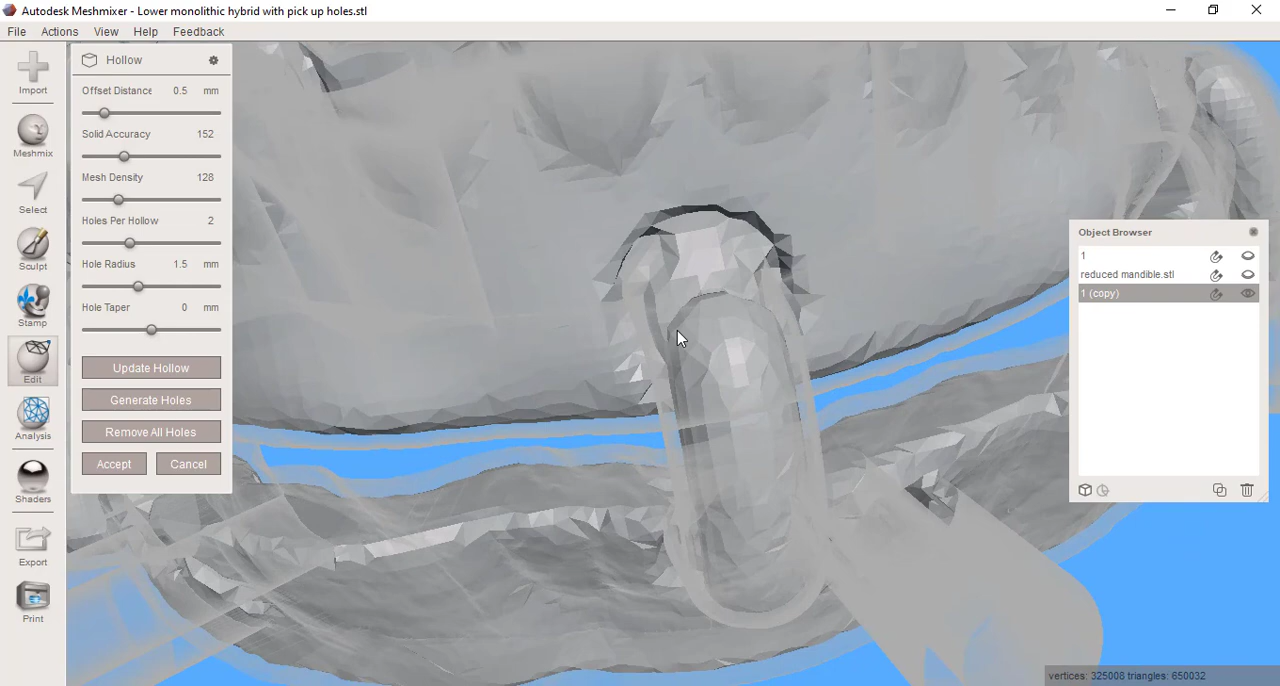 Autodesk Meshmixer - Lower monolithic hybrid with pick up holes.stl
File Actions View Help Feedback
Import
Meshmix
Select
Sculpt
Stamp
Edit
Analysis
Shaders
Export
Print
Hollow
Offset Distance 0.5 mm
Solid Accuracy 152
Mesh Density 128
Holes Per Hollow 2
Hole Radius 1.5 mm
Hole Taper 0 mm
Update Hollow
Generate Holes
Remove All Holes
Accept Cancel
Object Browser
1
reduced mandible.stl
1 (copy)
vertices: 325008 triangles: 650032